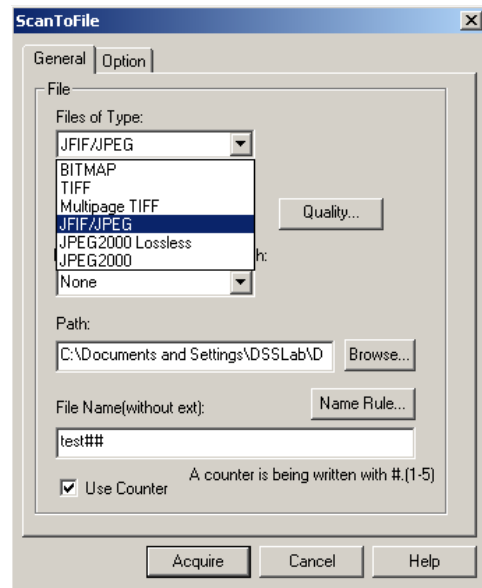 ScanToFile
General Option
File
Files of Type:
JFIF/JPEG
BITMAP
TIFF
Multipage TIFF
JFIF/JPEG
JPEG2000 Lossless
JPEG2000
Quality...
None
Path:
C:\Documents and Settings\DSSLab\D Browse...
File Name(without ext): Name Rule...
test##
Use Counter A counter is being written with #.(1-5)
Acquire Cancel Help